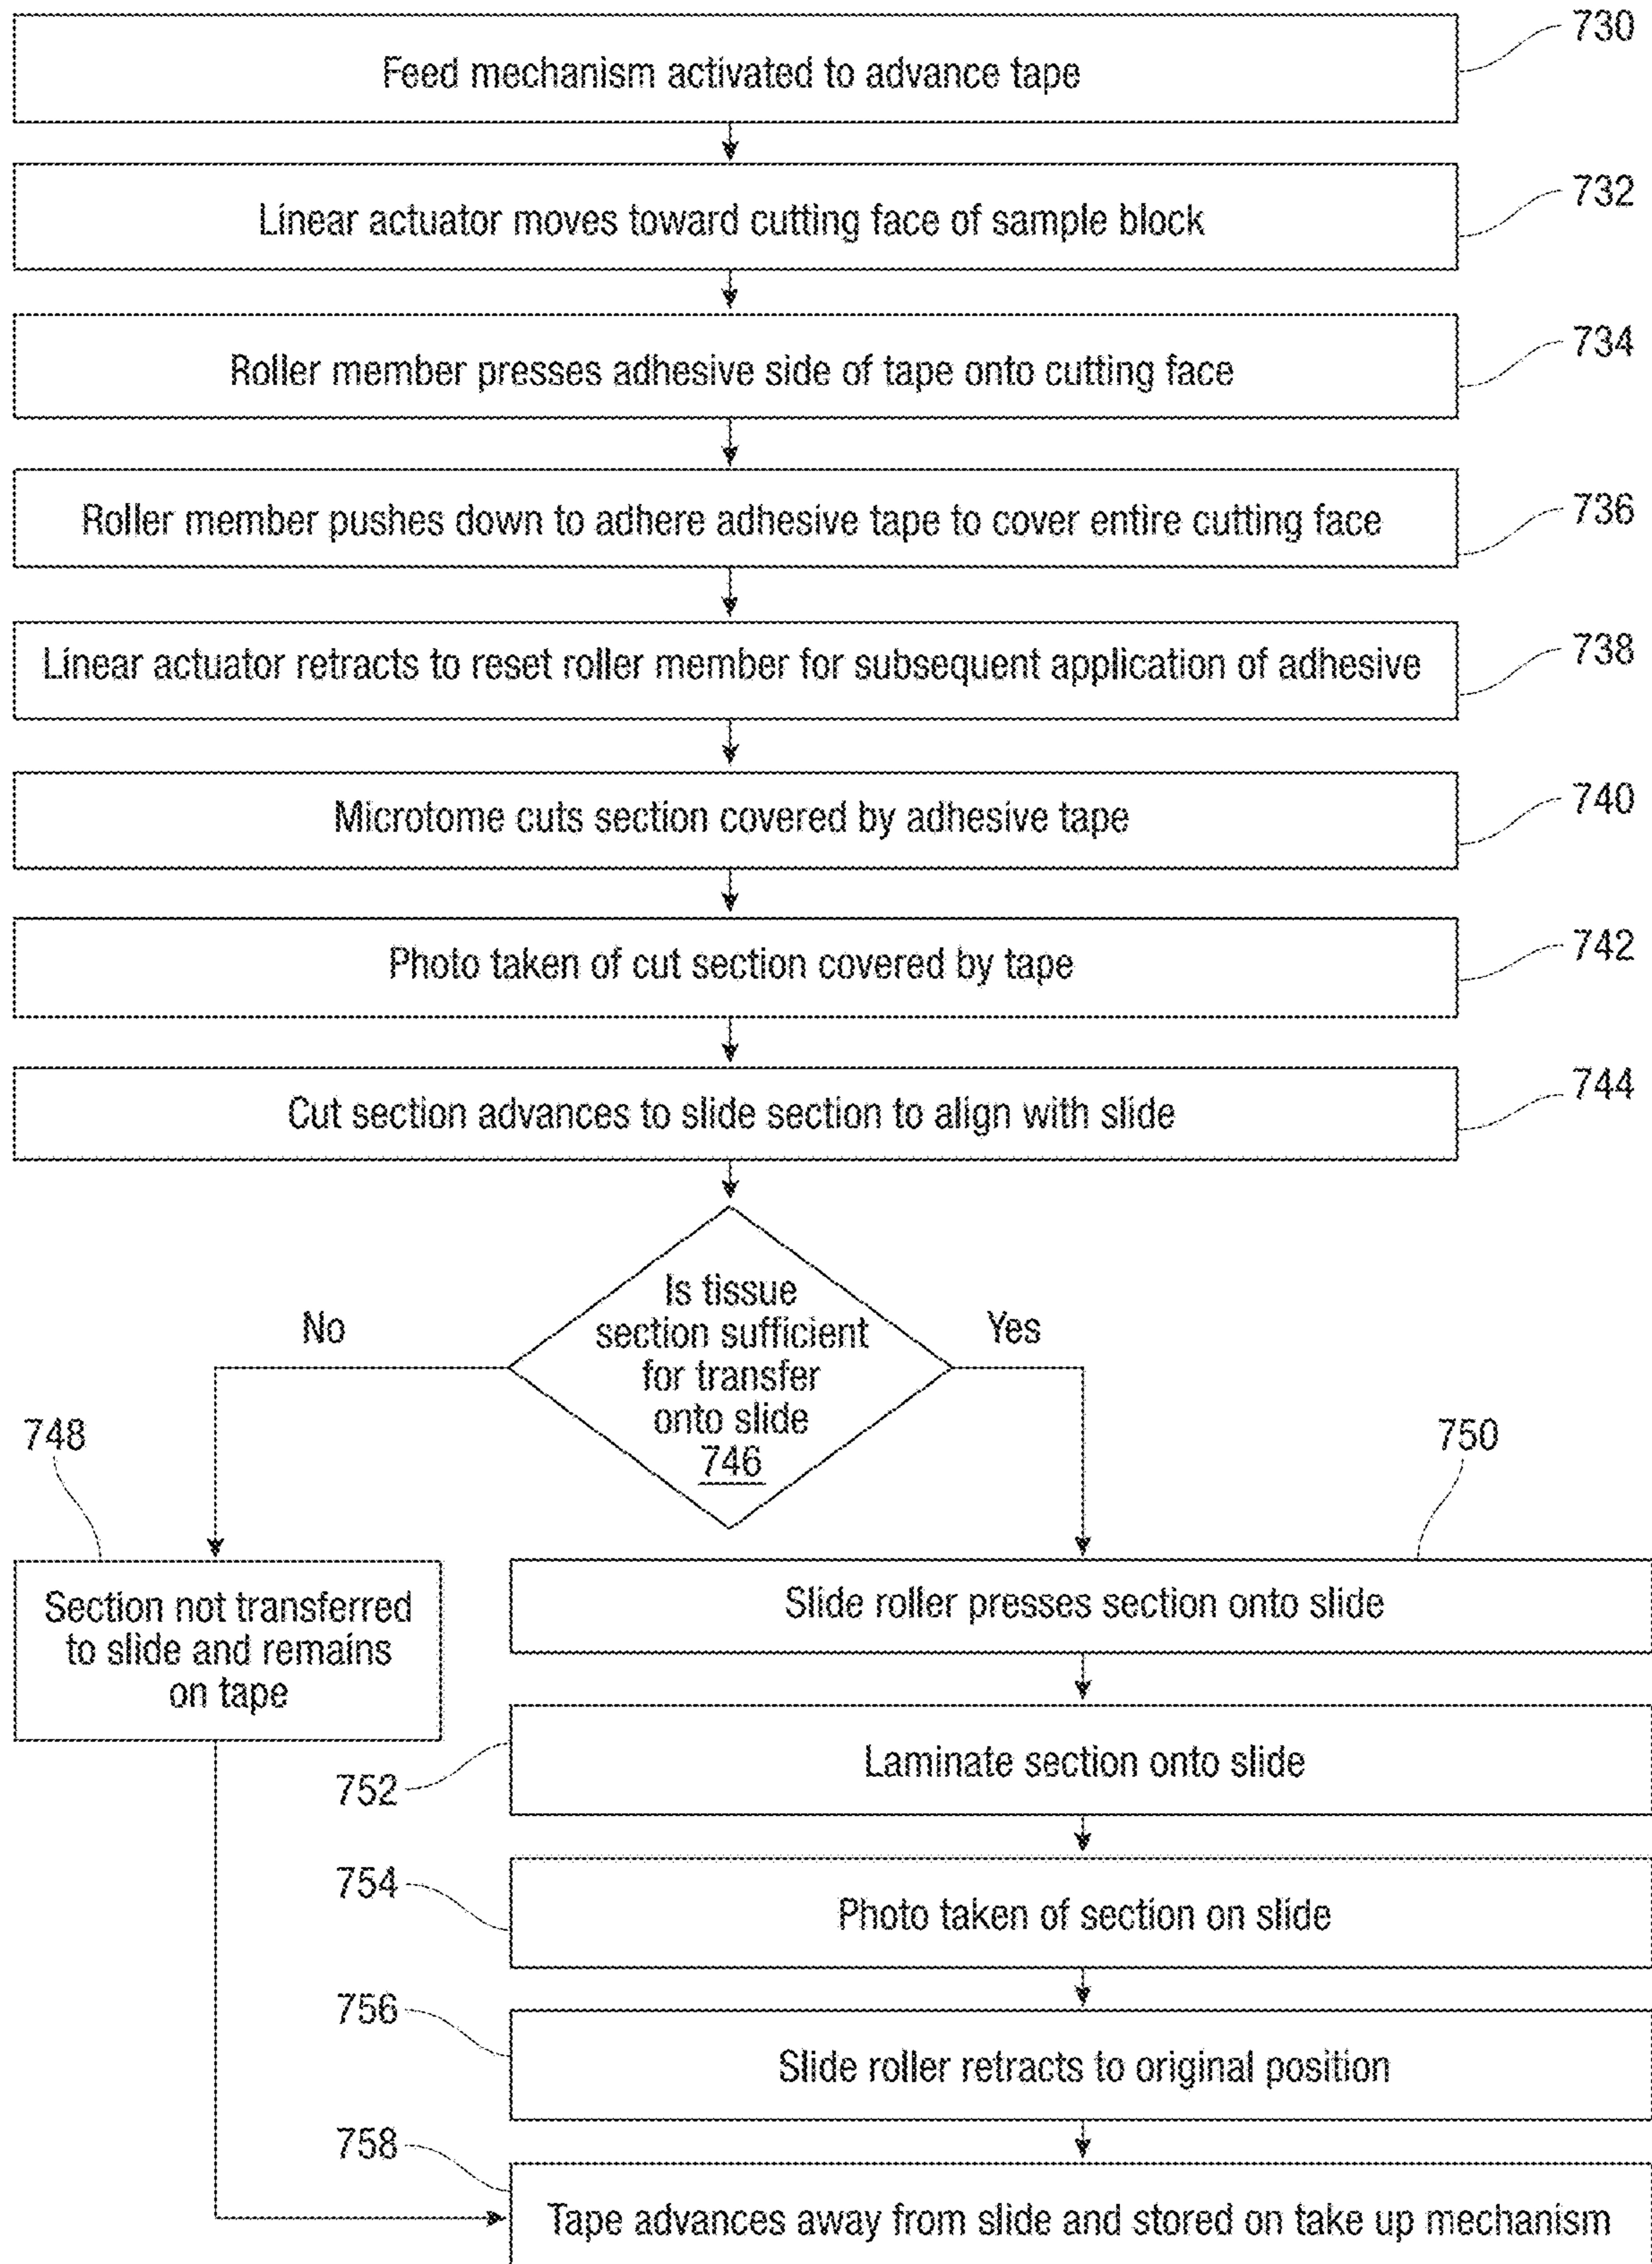 730
Feed mechanism activated to advance tape
732
Linear actuator moves toward cutting face of sample block
734
Roller member presses adhesive side of tape onto cutting face
736
Roller member pushes down to adhere adhesive tape to cover entire cutting face
738
Linear actuator retracts to reset roller member for subsequent application of adhesive
740
Microtome cuts section covered by adhesive tape
742
Photo taken of cut section covered by tape
744
Cut section advances to slide section to align with slide
Is tissue
section sufficient
for transfer
onto slide
746
No
Yes
748
Section not transferred
to slide and remains
on tape
750
Slide roller presses section onto slide
752
Laminate section onto slide
754
Photo taken of section on slide
756
Slide roller retracts to original position
758
Tape advances away from slide and stored on take up mechanism